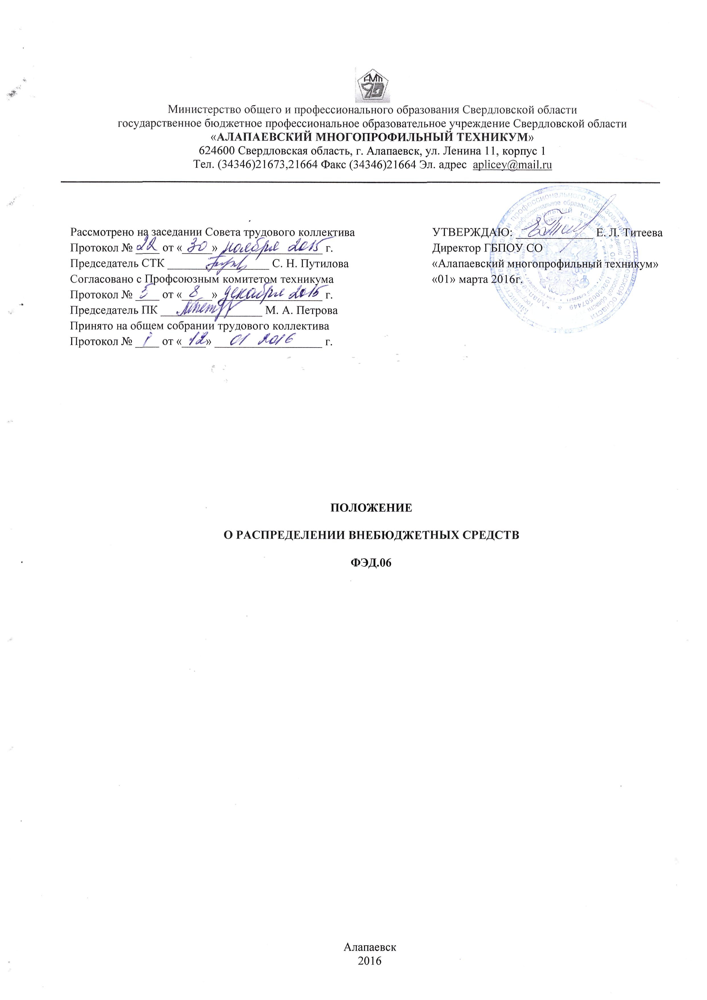 АМТ
Министерство общего и профессионального образования Свердловской области
государственное бюджетное профессиональное образовательное учреждение Свердловской области
«АЛАПАЕВСКИЙ МНОГОПРОФИЛЬНЫЙ ТЕХНИКУМ»
624600 Свердловская область, г. Алапаевск, ул. Ленина 11, корпус 1
Тел. (34346)21673,21664 Факс (34346)21664 Эл. адрес aplicey@mail.ru
Рассмотрено на заседании Совета трудового коллектива
Протокол № 22 от «30» ноября 2015 г.
Председатель СТК С. Н. Путилова
Согласовано с Профсоюзным комитетом техникума
Протокол № 5 от «8» декабря 2015 г.
Председатель ПК М. А. Петрова
Принято на общем собрании трудового коллектива
Протокол № 1 от «12» 01 2016 г.
УТВЕРЖДАЮ: Е. Л. Титеева
Директор ГБПОУ СО
«Алапаевский многопрофильный техникум»
«01» марта 2016г.
ПОЛОЖЕНИЕ
О РАСПРЕДЕЛЕНИИ ВНЕБЮДЖЕТНЫХ СРЕДСТВ
ФЭД.06
Алапаевск
2016